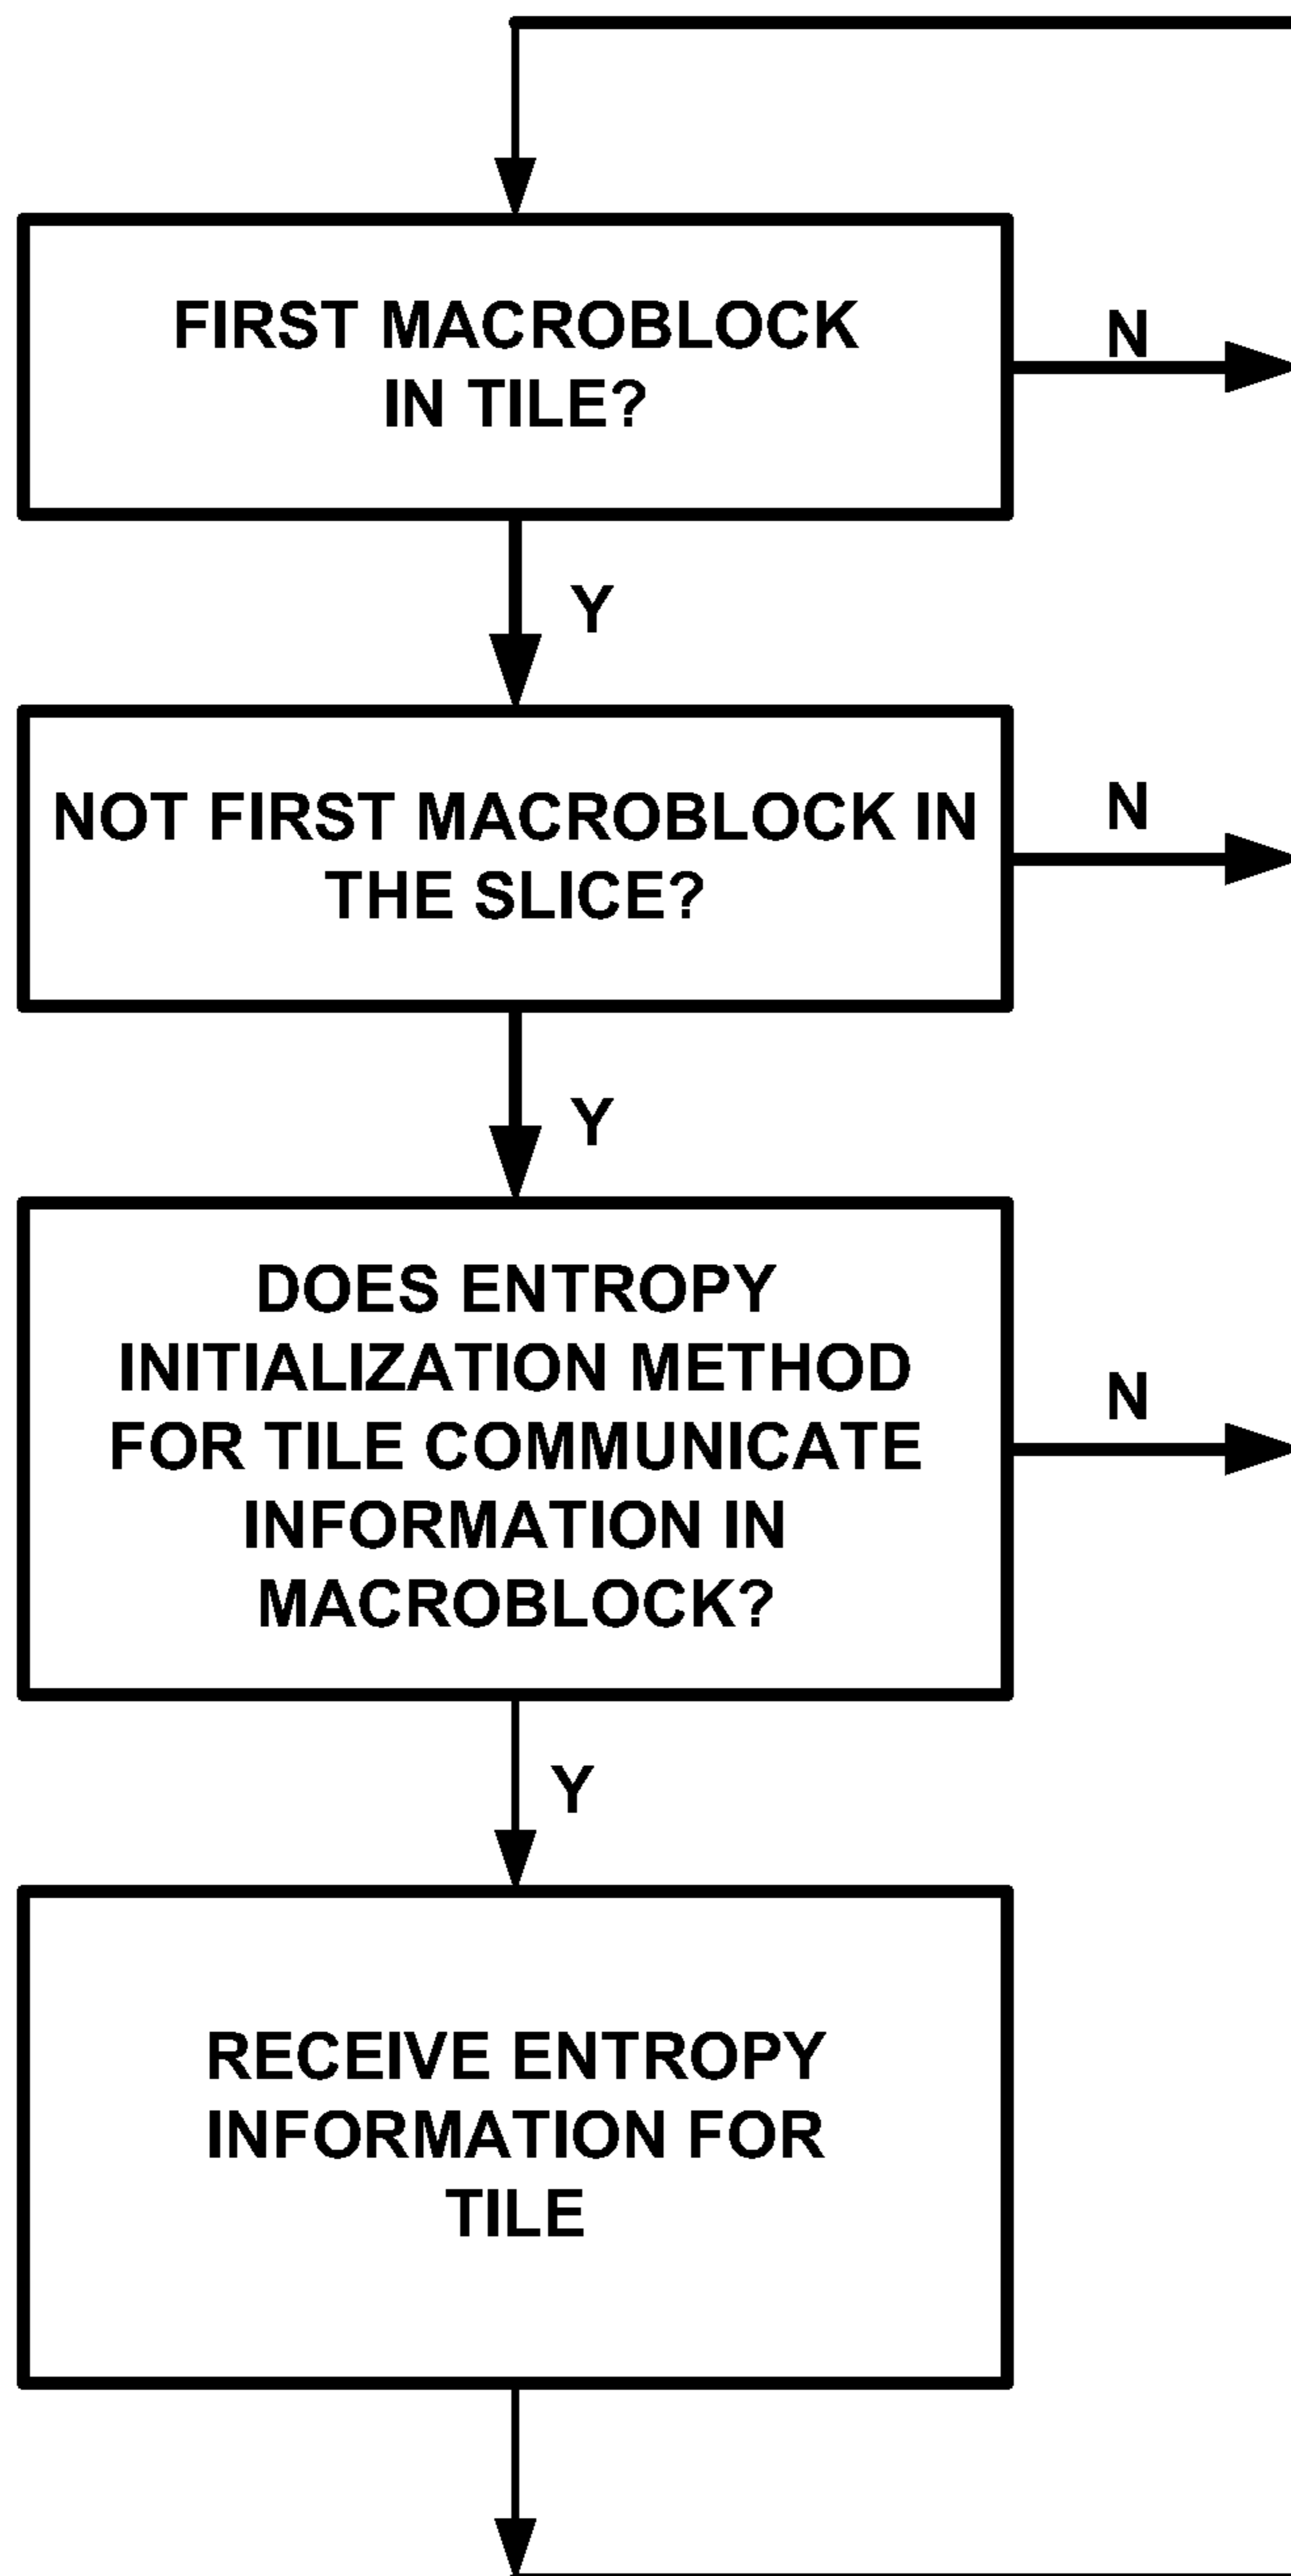 FIRST MACROBLOCK
IN TILE?
N
Y
NOT FIRST MACROBLOCK IN
THE SLICE?
N
Y
DOES ENTROPY
INITIALIZATION METHOD
FOR TILE COMMUNICATE
INFORMATION IN
MACROBLOCK?
N
Y
RECEIVE ENTROPY
INFORMATION FOR
TILE